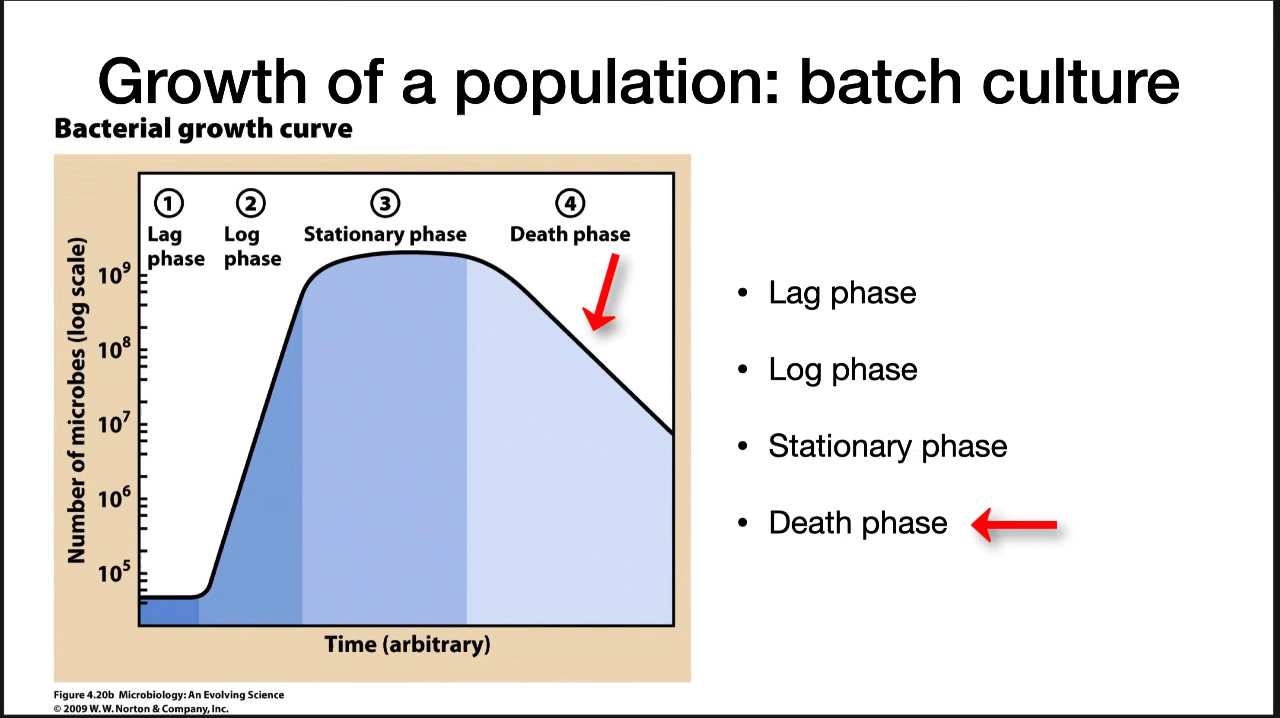 Growth of a population: batch culture
Bacterial growth curve
1
2
3
4
Lag phase
Log phase
Stationary phase
Death phase
10⁹
10⁸
10⁷
10⁶
10⁵
Number of microbes (log scale)
Time (arbitrary)
• Lag phase
• Log phase
• Stationary phase
• Death phase
Figure 4.20b Microbiology: An Evolving Science
© 2009 W. W. Norton & Company, Inc.